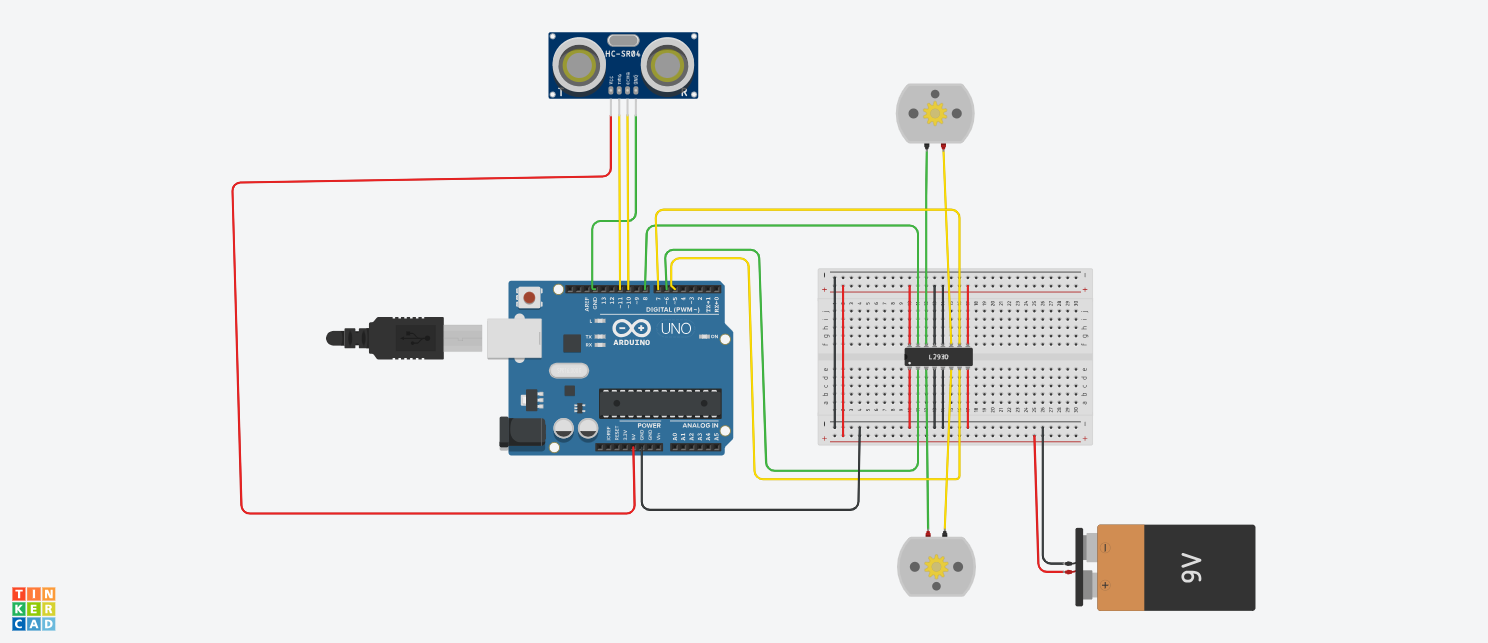 HC-SR04
VCC
TRIG
ECHO
GND
T
R
AREF
GND
13
12
~11
~10
~9
8
7
~6
~5
4
~3
2
TX→1
RX←0
DIGITAL (PWM~)
L
TX
RX
ARDUINO
UNO
ON
POWER
ANALOG IN
IOREF
RESET
3.3V
5V
GND
GND
Vin
A0
A1
A2
A3
A4
A5
L293D
- -
+ +
j
i
h
g
f
e
d
c
b
a
- -
+ +
9V
-
+
TIN
KER
CAD